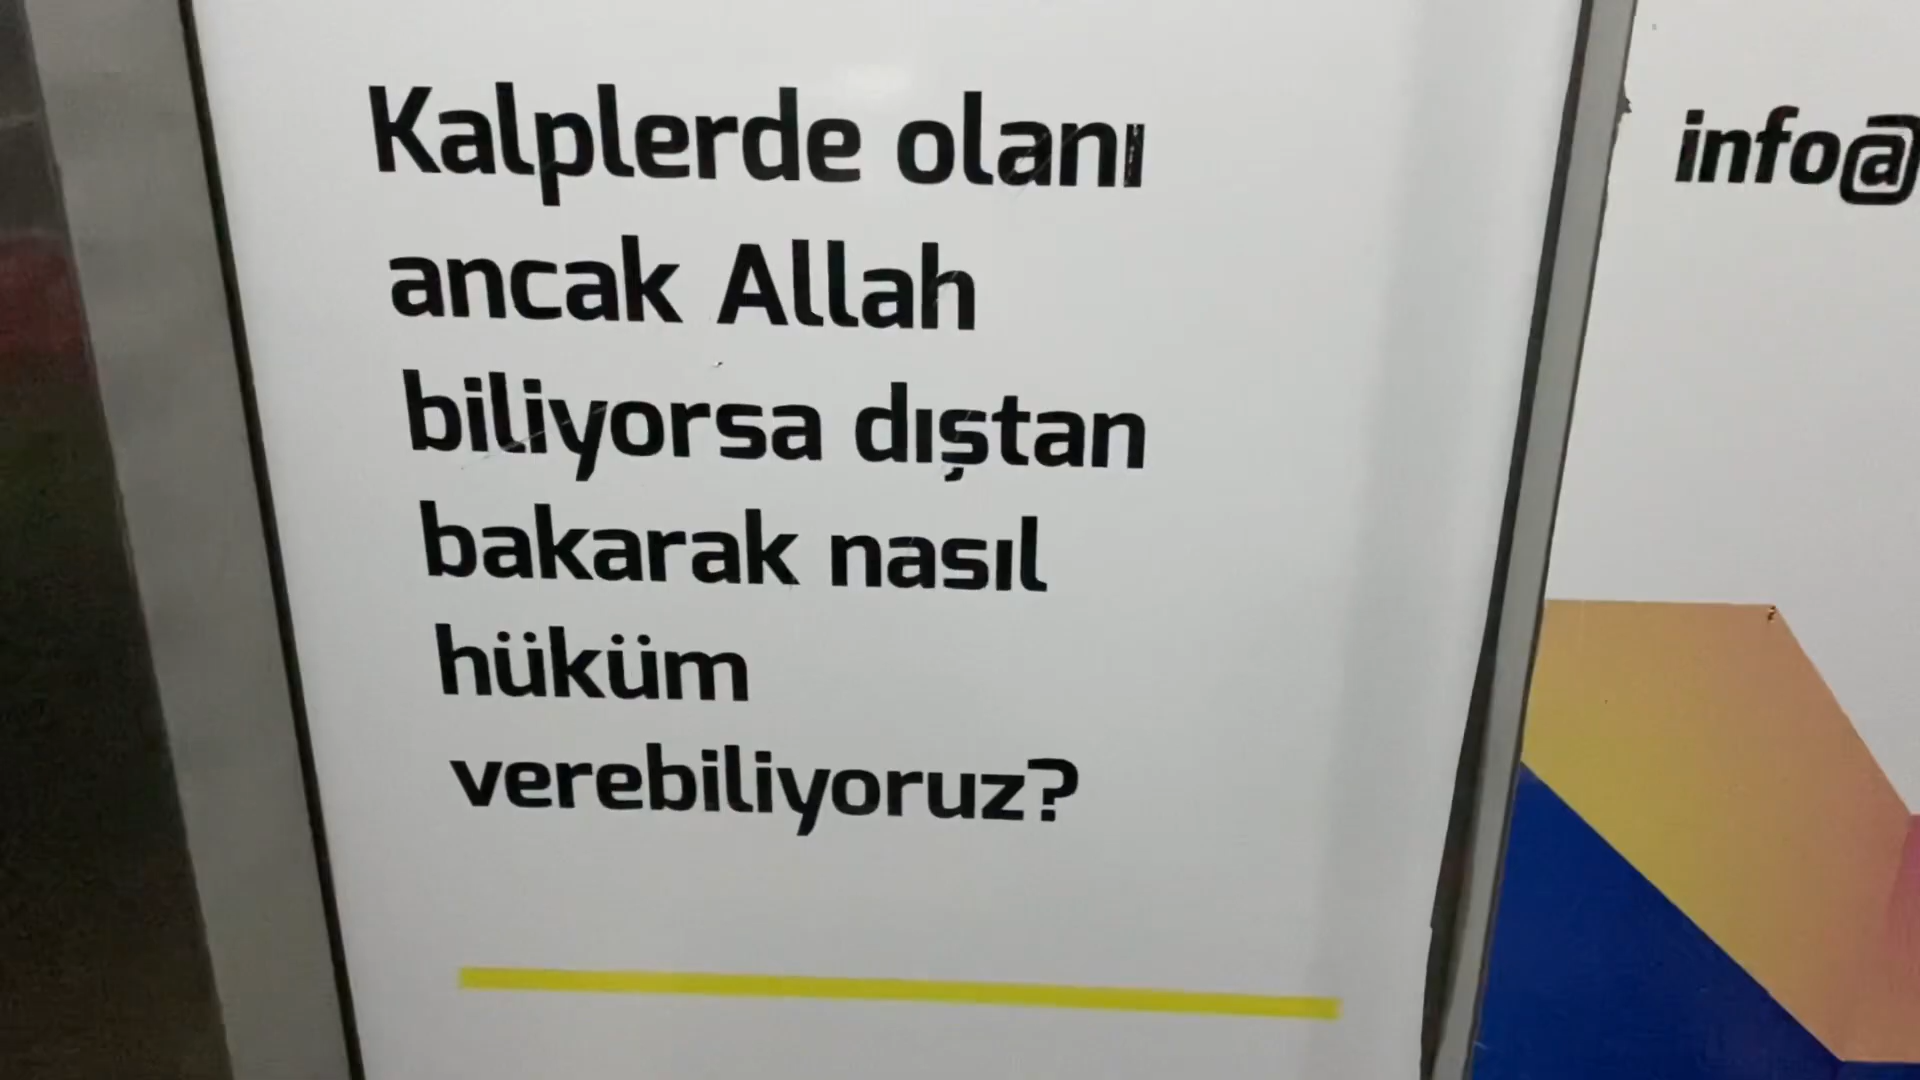 Kalplerde olanı
ancak Allah
biliyorsa dıştan
bakarak nasıl
hüküm
verebiliyoruz?
info@